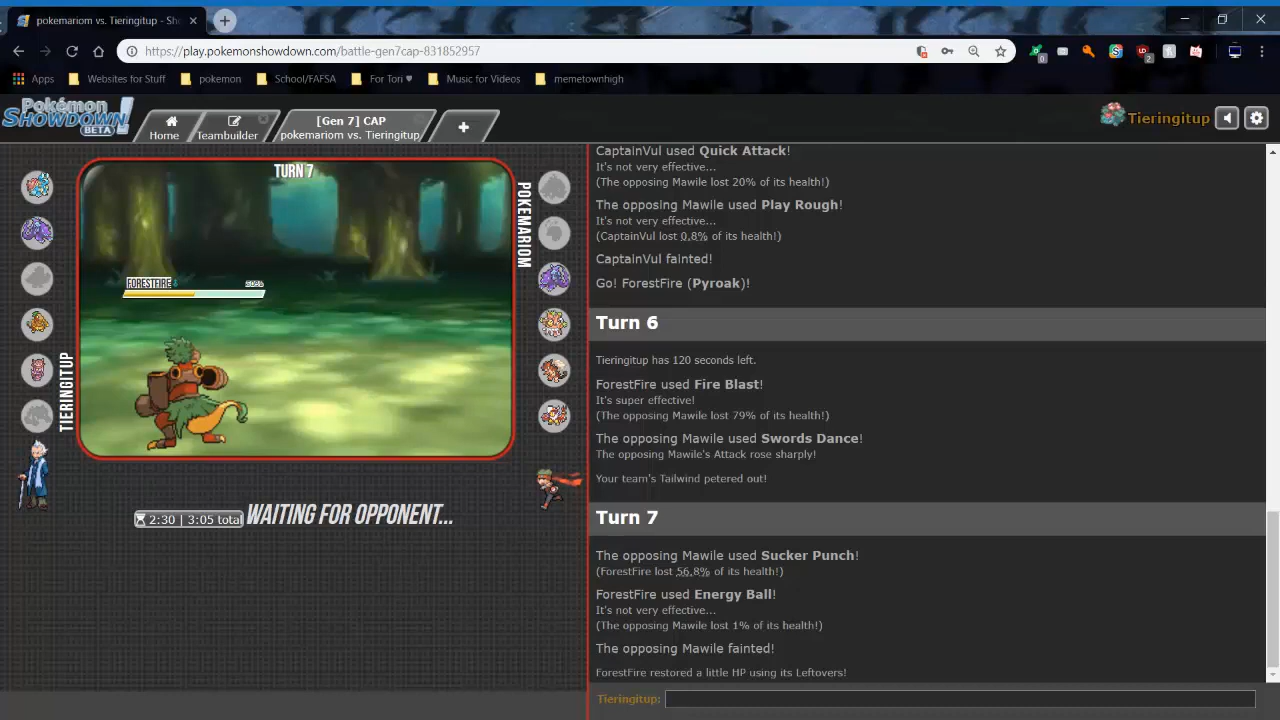 pokemariom vs. Tieringitup - Sh
https://play.pokemonshowdown.com/battle-gen7cap-831852957
Apps Websites for Stuff pokemon School/FAFSA For Tori ♥ Music for Videos memetownhigh
Pokémon
SHOWDOWN!
BETA
Home
Teambuilder
[Gen 7] CAP
pokemariom vs. Tieringitup
Tieringitup
TURN 7
POKEMARIOM
FORESTFIRE
TIERINGITUP
2:30 | 3:05 total
WAITING FOR OPPONENT...
CaptainVul used Quick Attack!
It's not very effective...
(The opposing Mawile lost 20% of its health!)
The opposing Mawile used Play Rough!
It's not very effective...
(CaptainVul lost 0.8% of its health!)
CaptainVul fainted!
Go! ForestFire (Pyroak)!
Turn 6
Tieringitup has 120 seconds left.
ForestFire used Fire Blast!
It's super effective!
(The opposing Mawile lost 79% of its health!)
The opposing Mawile used Swords Dance!
The opposing Mawile's Attack rose sharply!
Your team's Tailwind petered out!
Turn 7
The opposing Mawile used Sucker Punch!
(ForestFire lost 56.8% of its health!)
ForestFire used Energy Ball!
It's not very effective...
(The opposing Mawile lost 1% of its health!)
The opposing Mawile fainted!
ForestFire restored a little HP using its Leftovers!
Tieringitup: